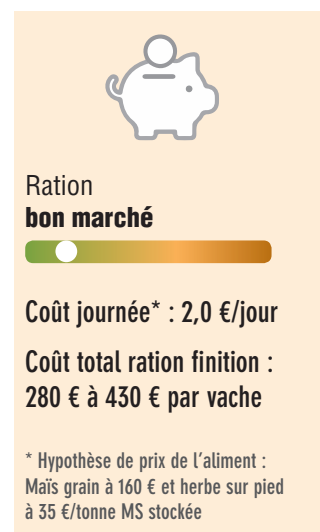 Ration
bon marché
Coût journée* : 2,0 €/jour
Coût total ration finition :
280 € à 430 € par vache
* Hypothèse de prix de l'aliment :
Maïs grain à 160 € et herbe sur pied
à 35 €/tonne MS stockée